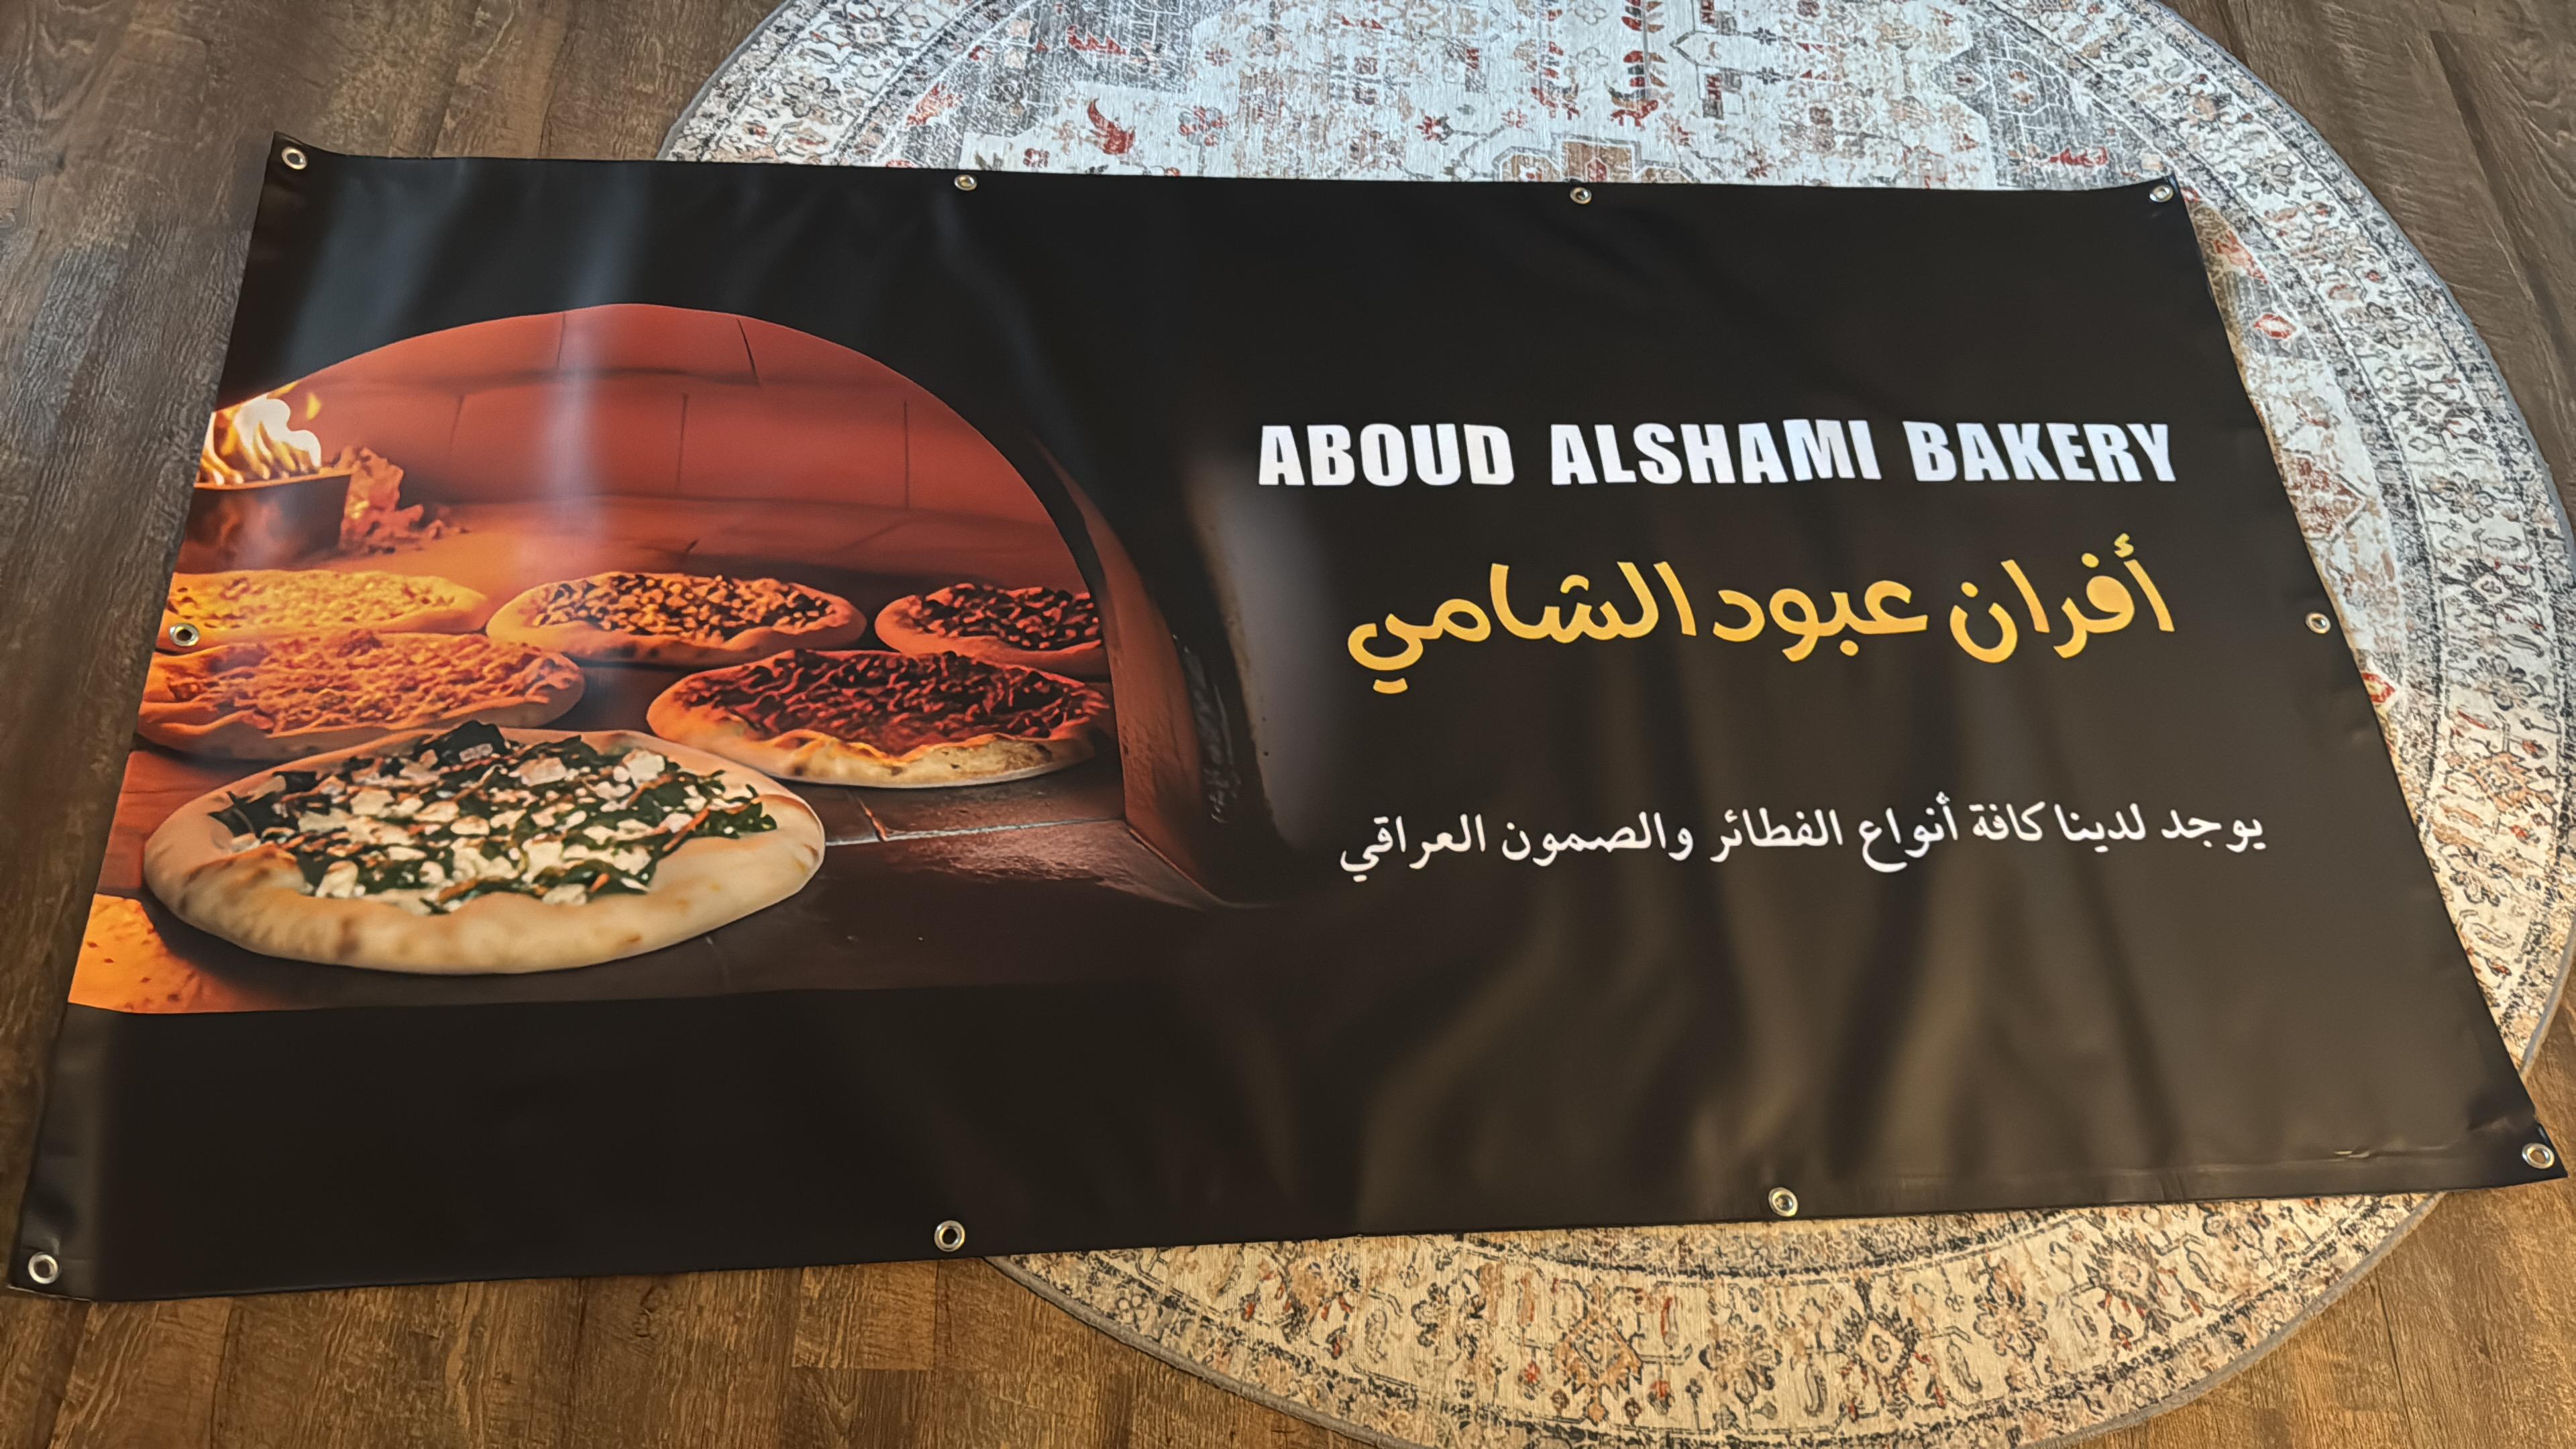 ABOUD ALSHAMI BAKERY
أفران عبود الشامي
يوجد لدينا كافة أنواع الفطائر والصمون العراقي